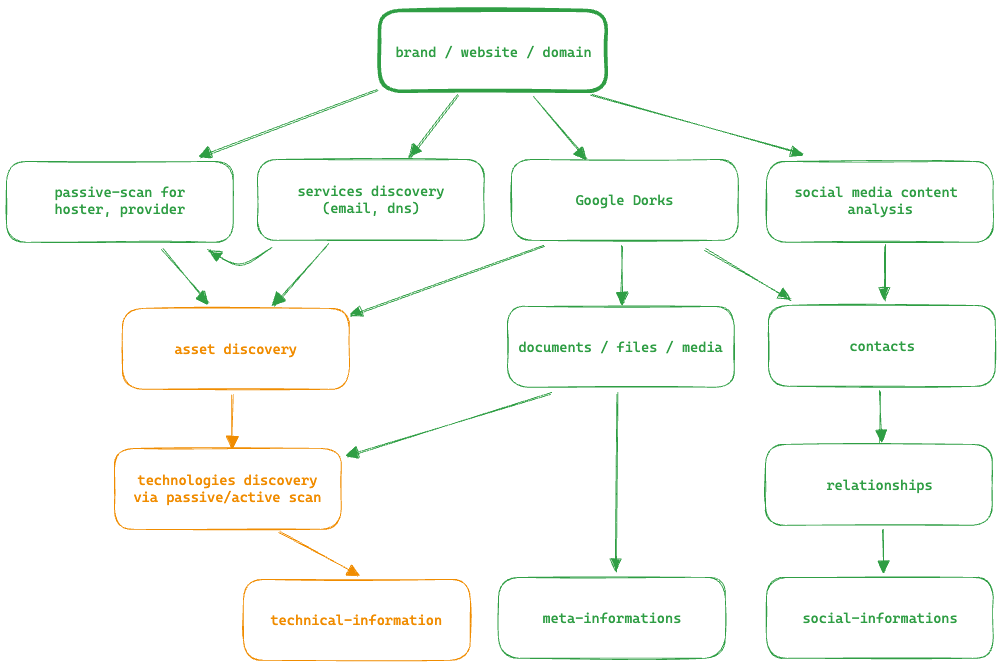 brand / website / domain
passive-scan for
hoster, provider
services discovery
(email, dns)
Google Dorks
social media content
analysis
asset discovery
documents / files / media
contacts
technologies discovery
via passive/active scan
relationships
technical-information
meta-informations
social-informations